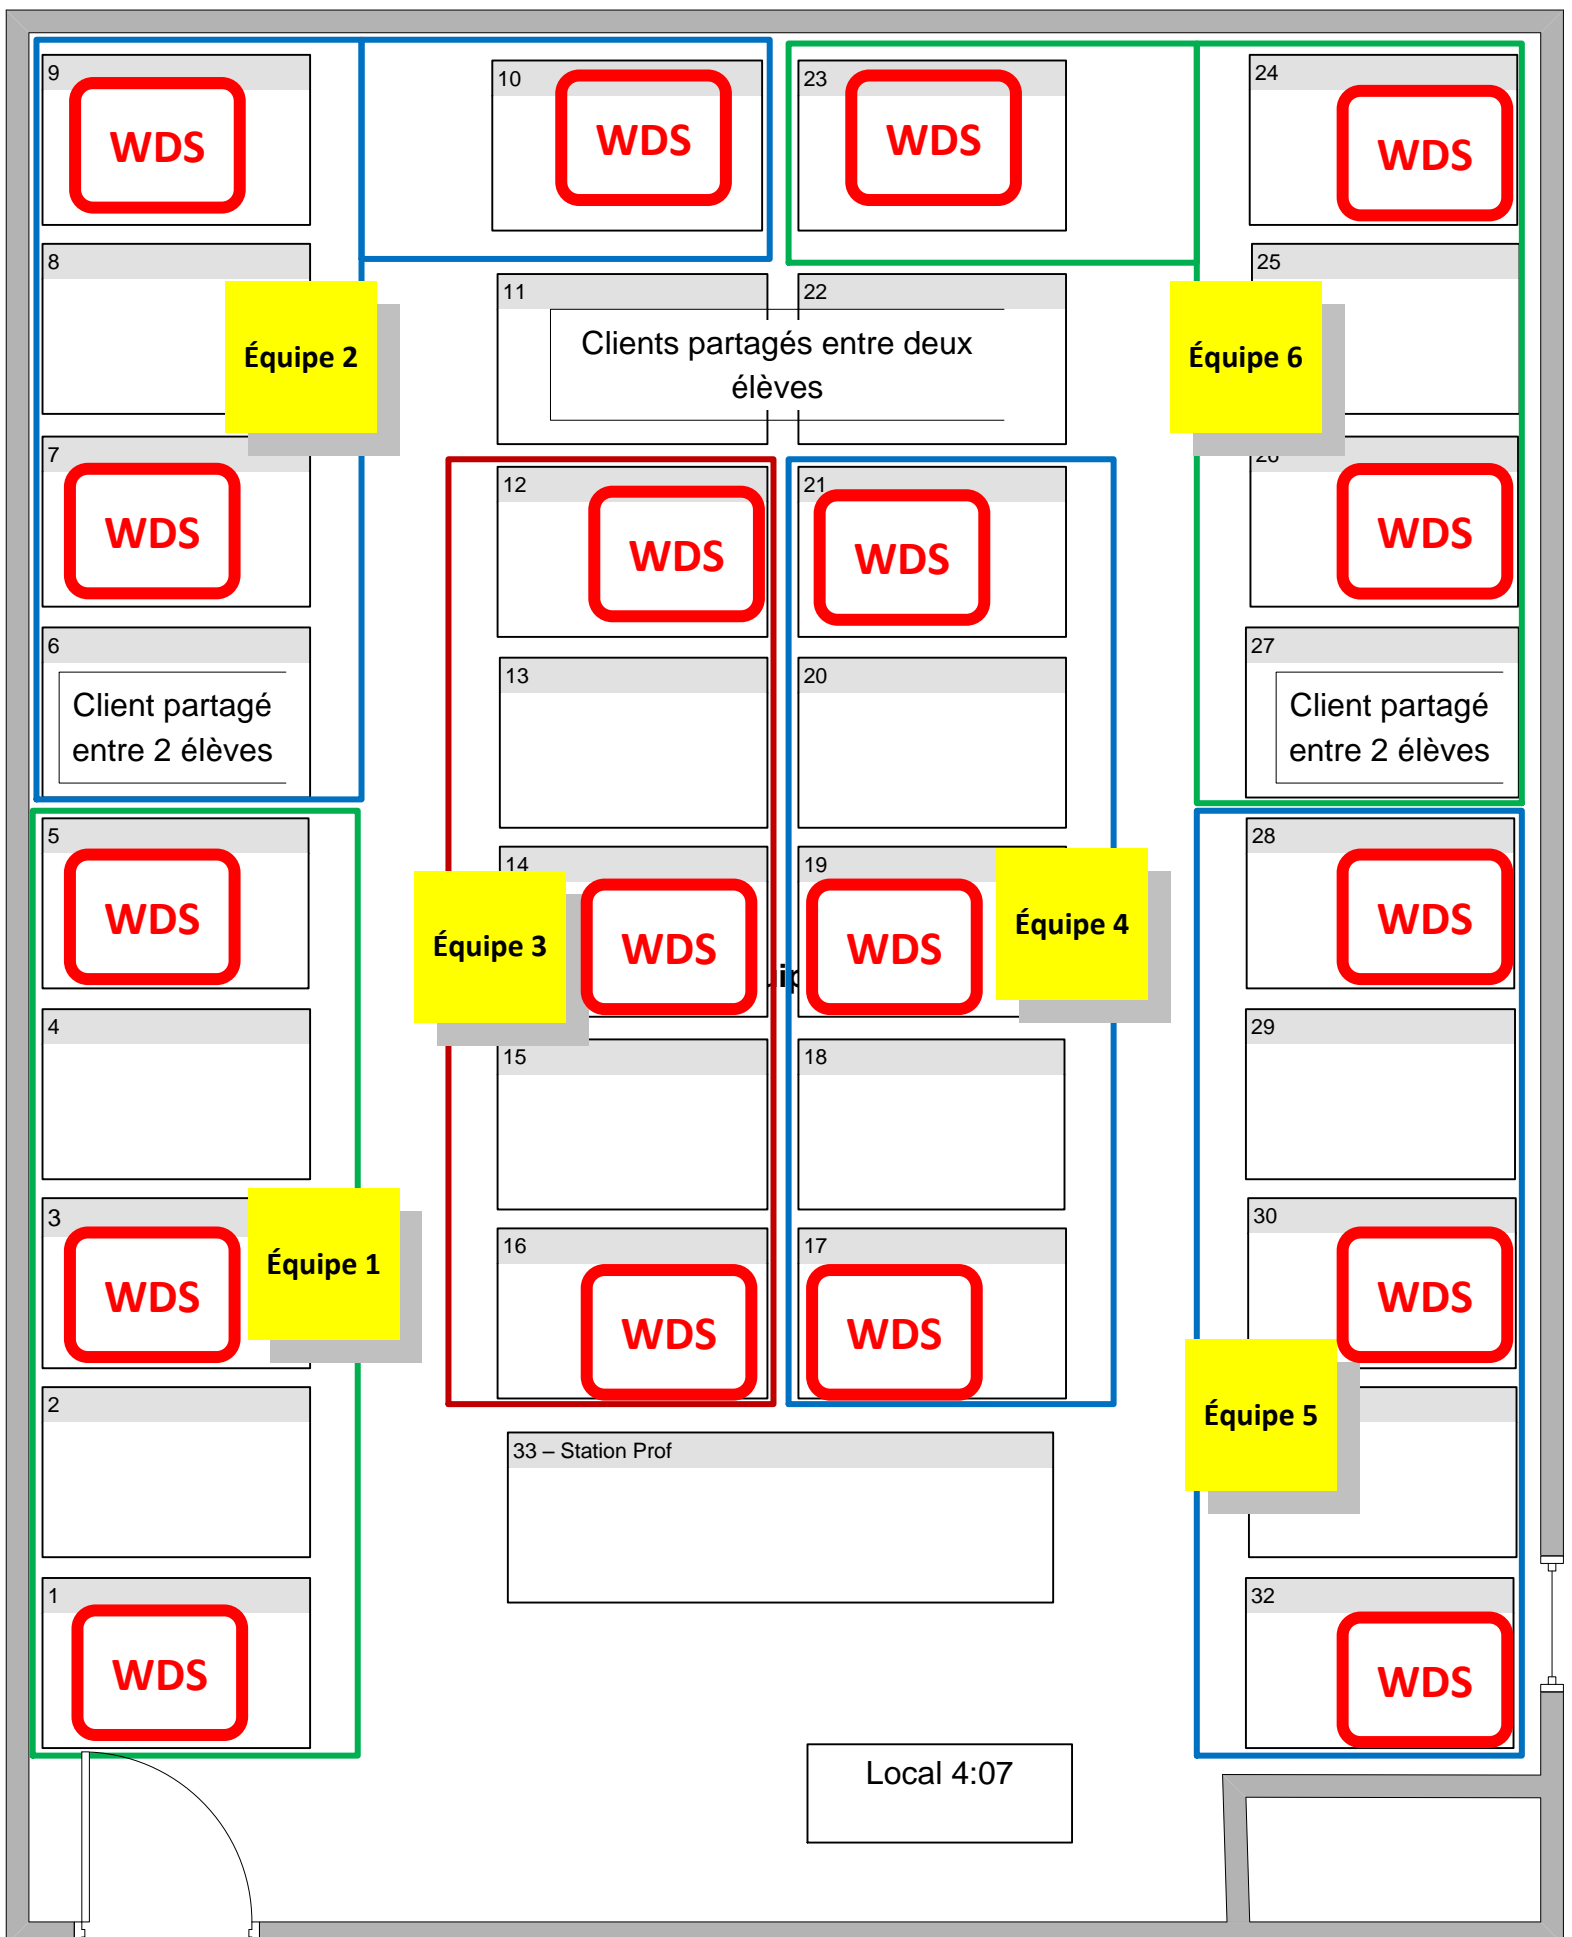 9
WDS
10
WDS
23
WDS
24
WDS
8
Équipe 2
11
22
Clients partagés entre deux
élèves
25
Équipe 6
7
WDS
12
WDS
21
WDS
WDS
6
Client partagé
entre 2 élèves
13
20
27
Client partagé
entre 2 élèves
5
WDS
14
Équipe 3
WDS
19
WDS
Équipe 4
28
WDS
4
15
18
29
3
WDS
Équipe 1
16
WDS
17
WDS
30
WDS
2
Équipe 5
33 – Station Prof
1
WDS
32
WDS
Local 4:07